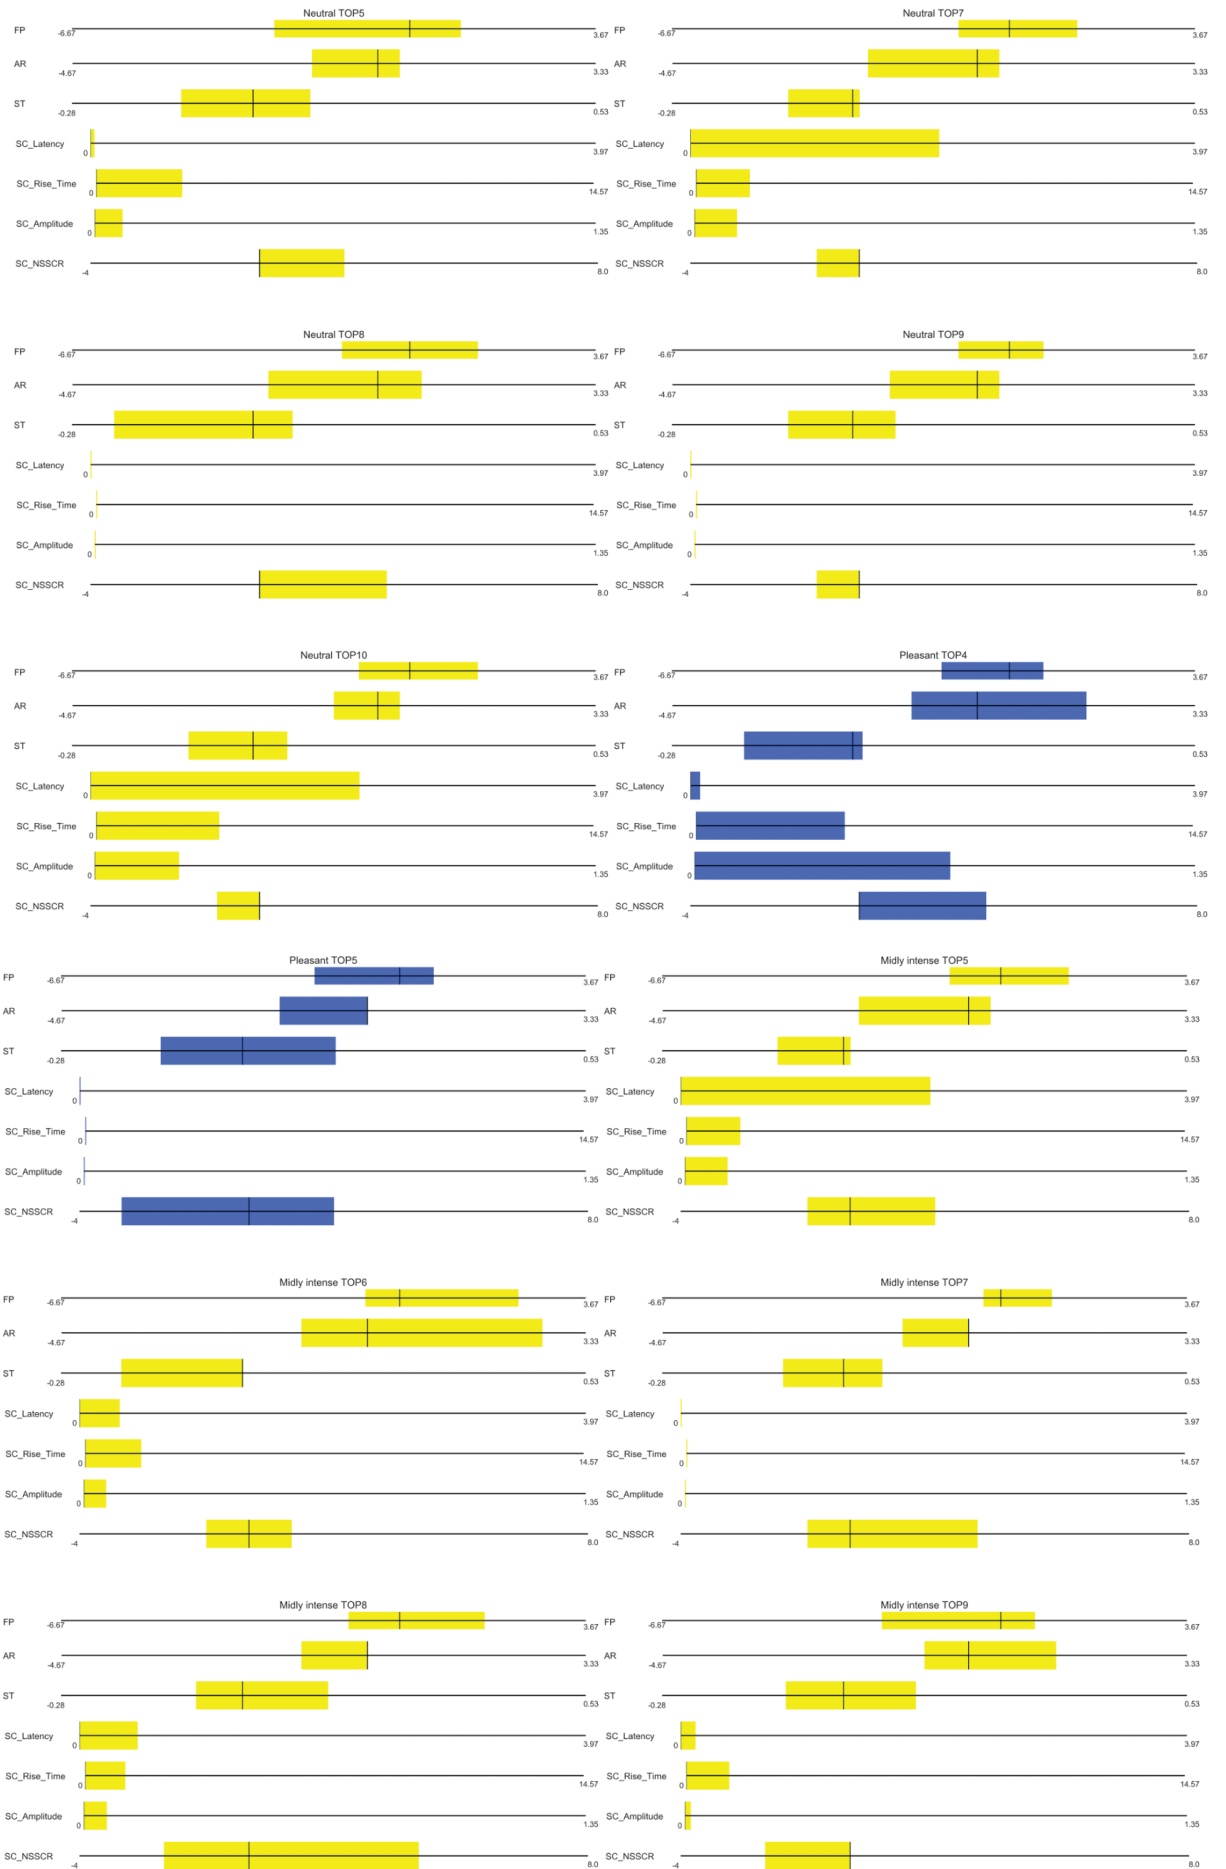 Neutral TOP5
FP -6.67 3.67
AR -4.67 3.33
ST -0.28 0.53
SC_Latency 0 3.97
SC_Rise_Time 0 14.57
SC_Amplitude 0 1.35
SC_NSSCR -4 8.0
Neutral TOP7
FP -6.67 3.67
AR -4.67 3.33
ST -0.28 0.53
SC_Latency 0 3.97
SC_Rise_Time 0 14.57
SC_Amplitude 0 1.35
SC_NSSCR -4 8.0
Neutral TOP8
FP -6.67 3.67
AR -4.67 3.33
ST -0.28 0.53
SC_Latency 0 3.97
SC_Rise_Time 0 14.57
SC_Amplitude 0 1.35
SC_NSSCR -4 8.0
Neutral TOP9
FP -6.67 3.67
AR -4.67 3.33
ST -0.28 0.53
SC_Latency 0 3.97
SC_Rise_Time 0 14.57
SC_Amplitude 0 1.35
SC_NSSCR -4 8.0
Neutral TOP10
FP -6.67 3.67
AR -4.67 3.33
ST -0.28 0.53
SC_Latency 0 3.97
SC_Rise_Time 0 14.57
SC_Amplitude 0 1.35
SC_NSSCR -4 8.0
Pleasant TOP4
FP -6.67 3.67
AR -4.67 3.33
ST -0.28 0.53
SC_Latency 0 3.97
SC_Rise_Time 0 14.57
SC_Amplitude 0 1.35
SC_NSSCR -4 8.0
Pleasant TOP5
FP -6.67 3.67
AR -4.67 3.33
ST -0.28 0.53
SC_Latency 0 3.97
SC_Rise_Time 0 14.57
SC_Amplitude 0 1.35
SC_NSSCR -4 8.0
Midly intense TOP5
FP -6.67 3.67
AR -4.67 3.33
ST -0.28 0.53
SC_Latency 0 3.97
SC_Rise_Time 0 14.57
SC_Amplitude 0 1.35
SC_NSSCR -4 8.0
Midly intense TOP6
FP -6.67 3.67
AR -4.67 3.33
ST -0.28 0.53
SC_Latency 0 3.97
SC_Rise_Time 0 14.57
SC_Amplitude 0 1.35
SC_NSSCR -4 8.0
Midly intense TOP7
FP -6.67 3.67
AR -4.67 3.33
ST -0.28 0.53
SC_Latency 0 3.97
SC_Rise_Time 0 14.57
SC_Amplitude 0 1.35
SC_NSSCR -4 8.0
Midly intense TOP8
FP -6.67 3.67
AR -4.67 3.33
ST -0.28 0.53
SC_Latency 0 3.97
SC_Rise_Time 0 14.57
SC_Amplitude 0 1.35
SC_NSSCR -4 8.0
Midly intense TOP9
FP -6.67 3.67
AR -4.67 3.33
ST -0.28 0.53
SC_Latency 0 3.97
SC_Rise_Time 0 14.57
SC_Amplitude 0 1.35
SC_NSSCR -4 8.0